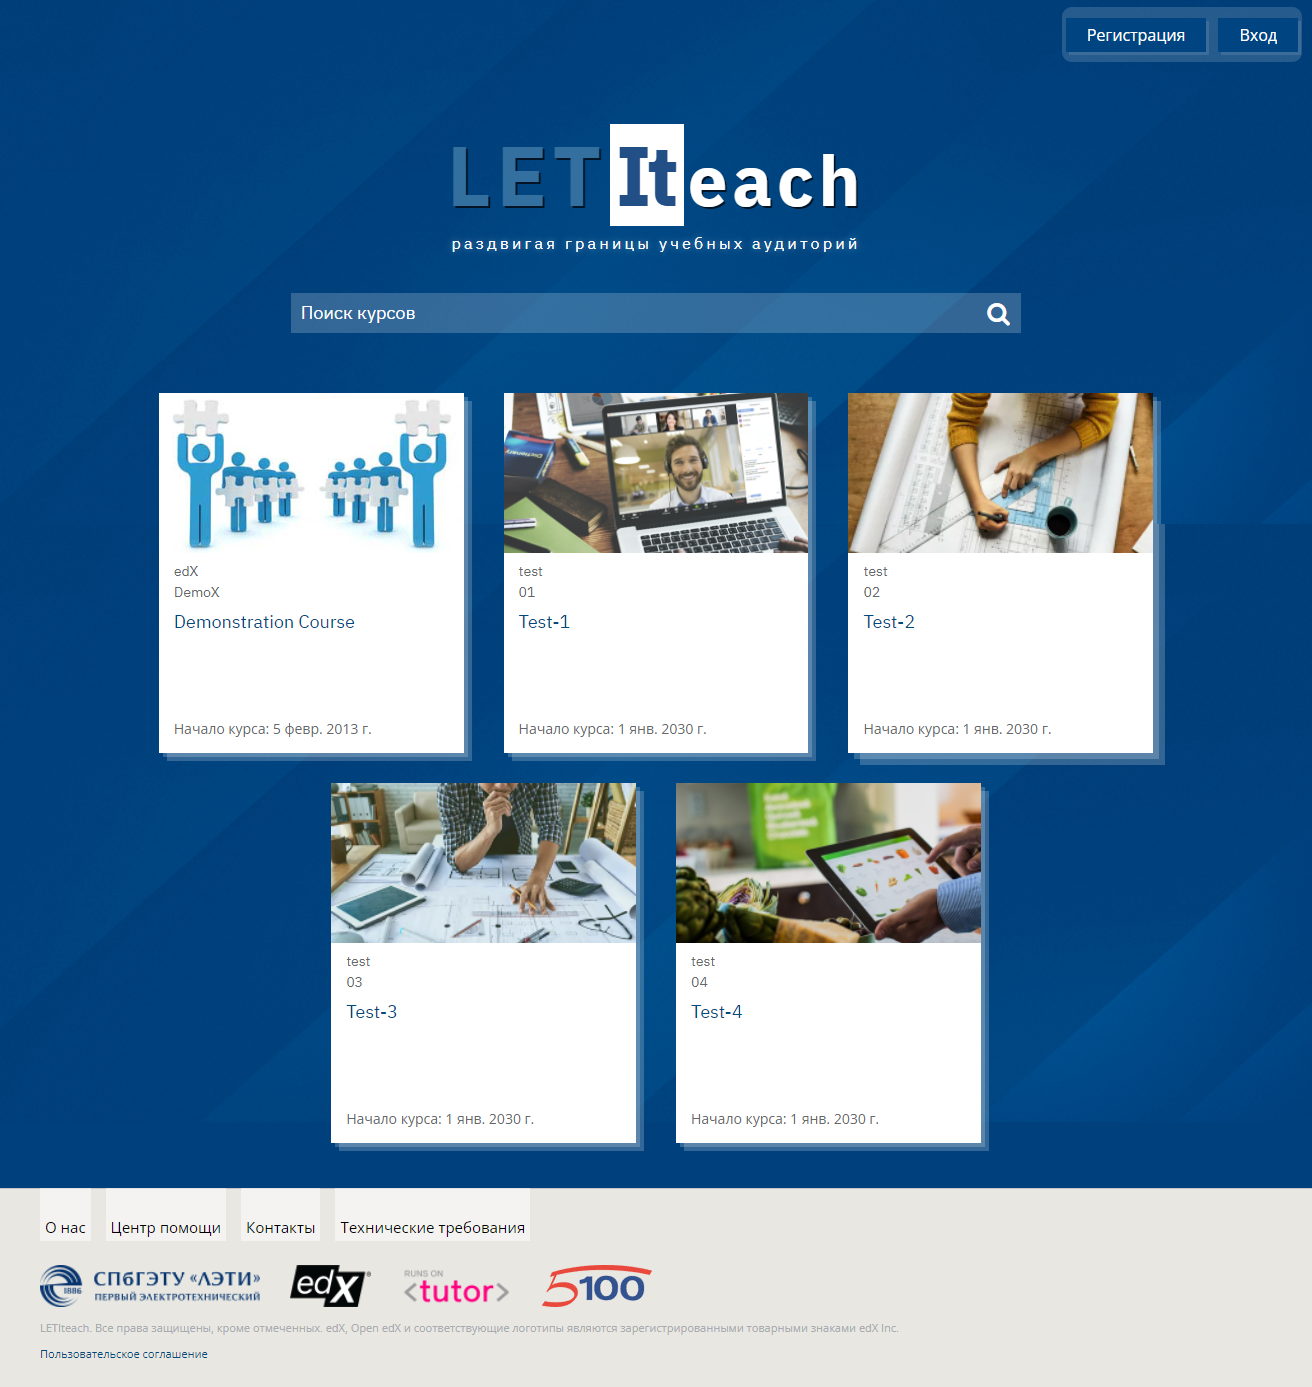 Регистрация
Вход
LETIteach
раздвигая границы учебных аудиторий
Поиск курсов
Dictionary
edX
DemoX
Demonstration Course
Начало курса: 5 февр. 2013 г.
test
01
Test-1
Начало курса: 1 янв. 2030 г.
test
02
Test-2
Начало курса: 1 янв. 2030 г.
test
03
Test-3
Начало курса: 1 янв. 2030 г.
test
04
Test-4
Начало курса: 1 янв. 2030 г.
О нас
Центр помощи
Контакты
Технические требования
1886
СПбГЭТУ «ЛЭТИ»
ПЕРВЫЙ ЭЛЕКТРОТЕХНИЧЕСКИЙ
edX
RUNS ON
<tutor>
5100
LETIteach. Все права защищены, кроме отмеченных. edX, Open edX и соответствующие логотипы являются зарегистрированными товарными знаками edX Inc.
Пользовательское соглашение